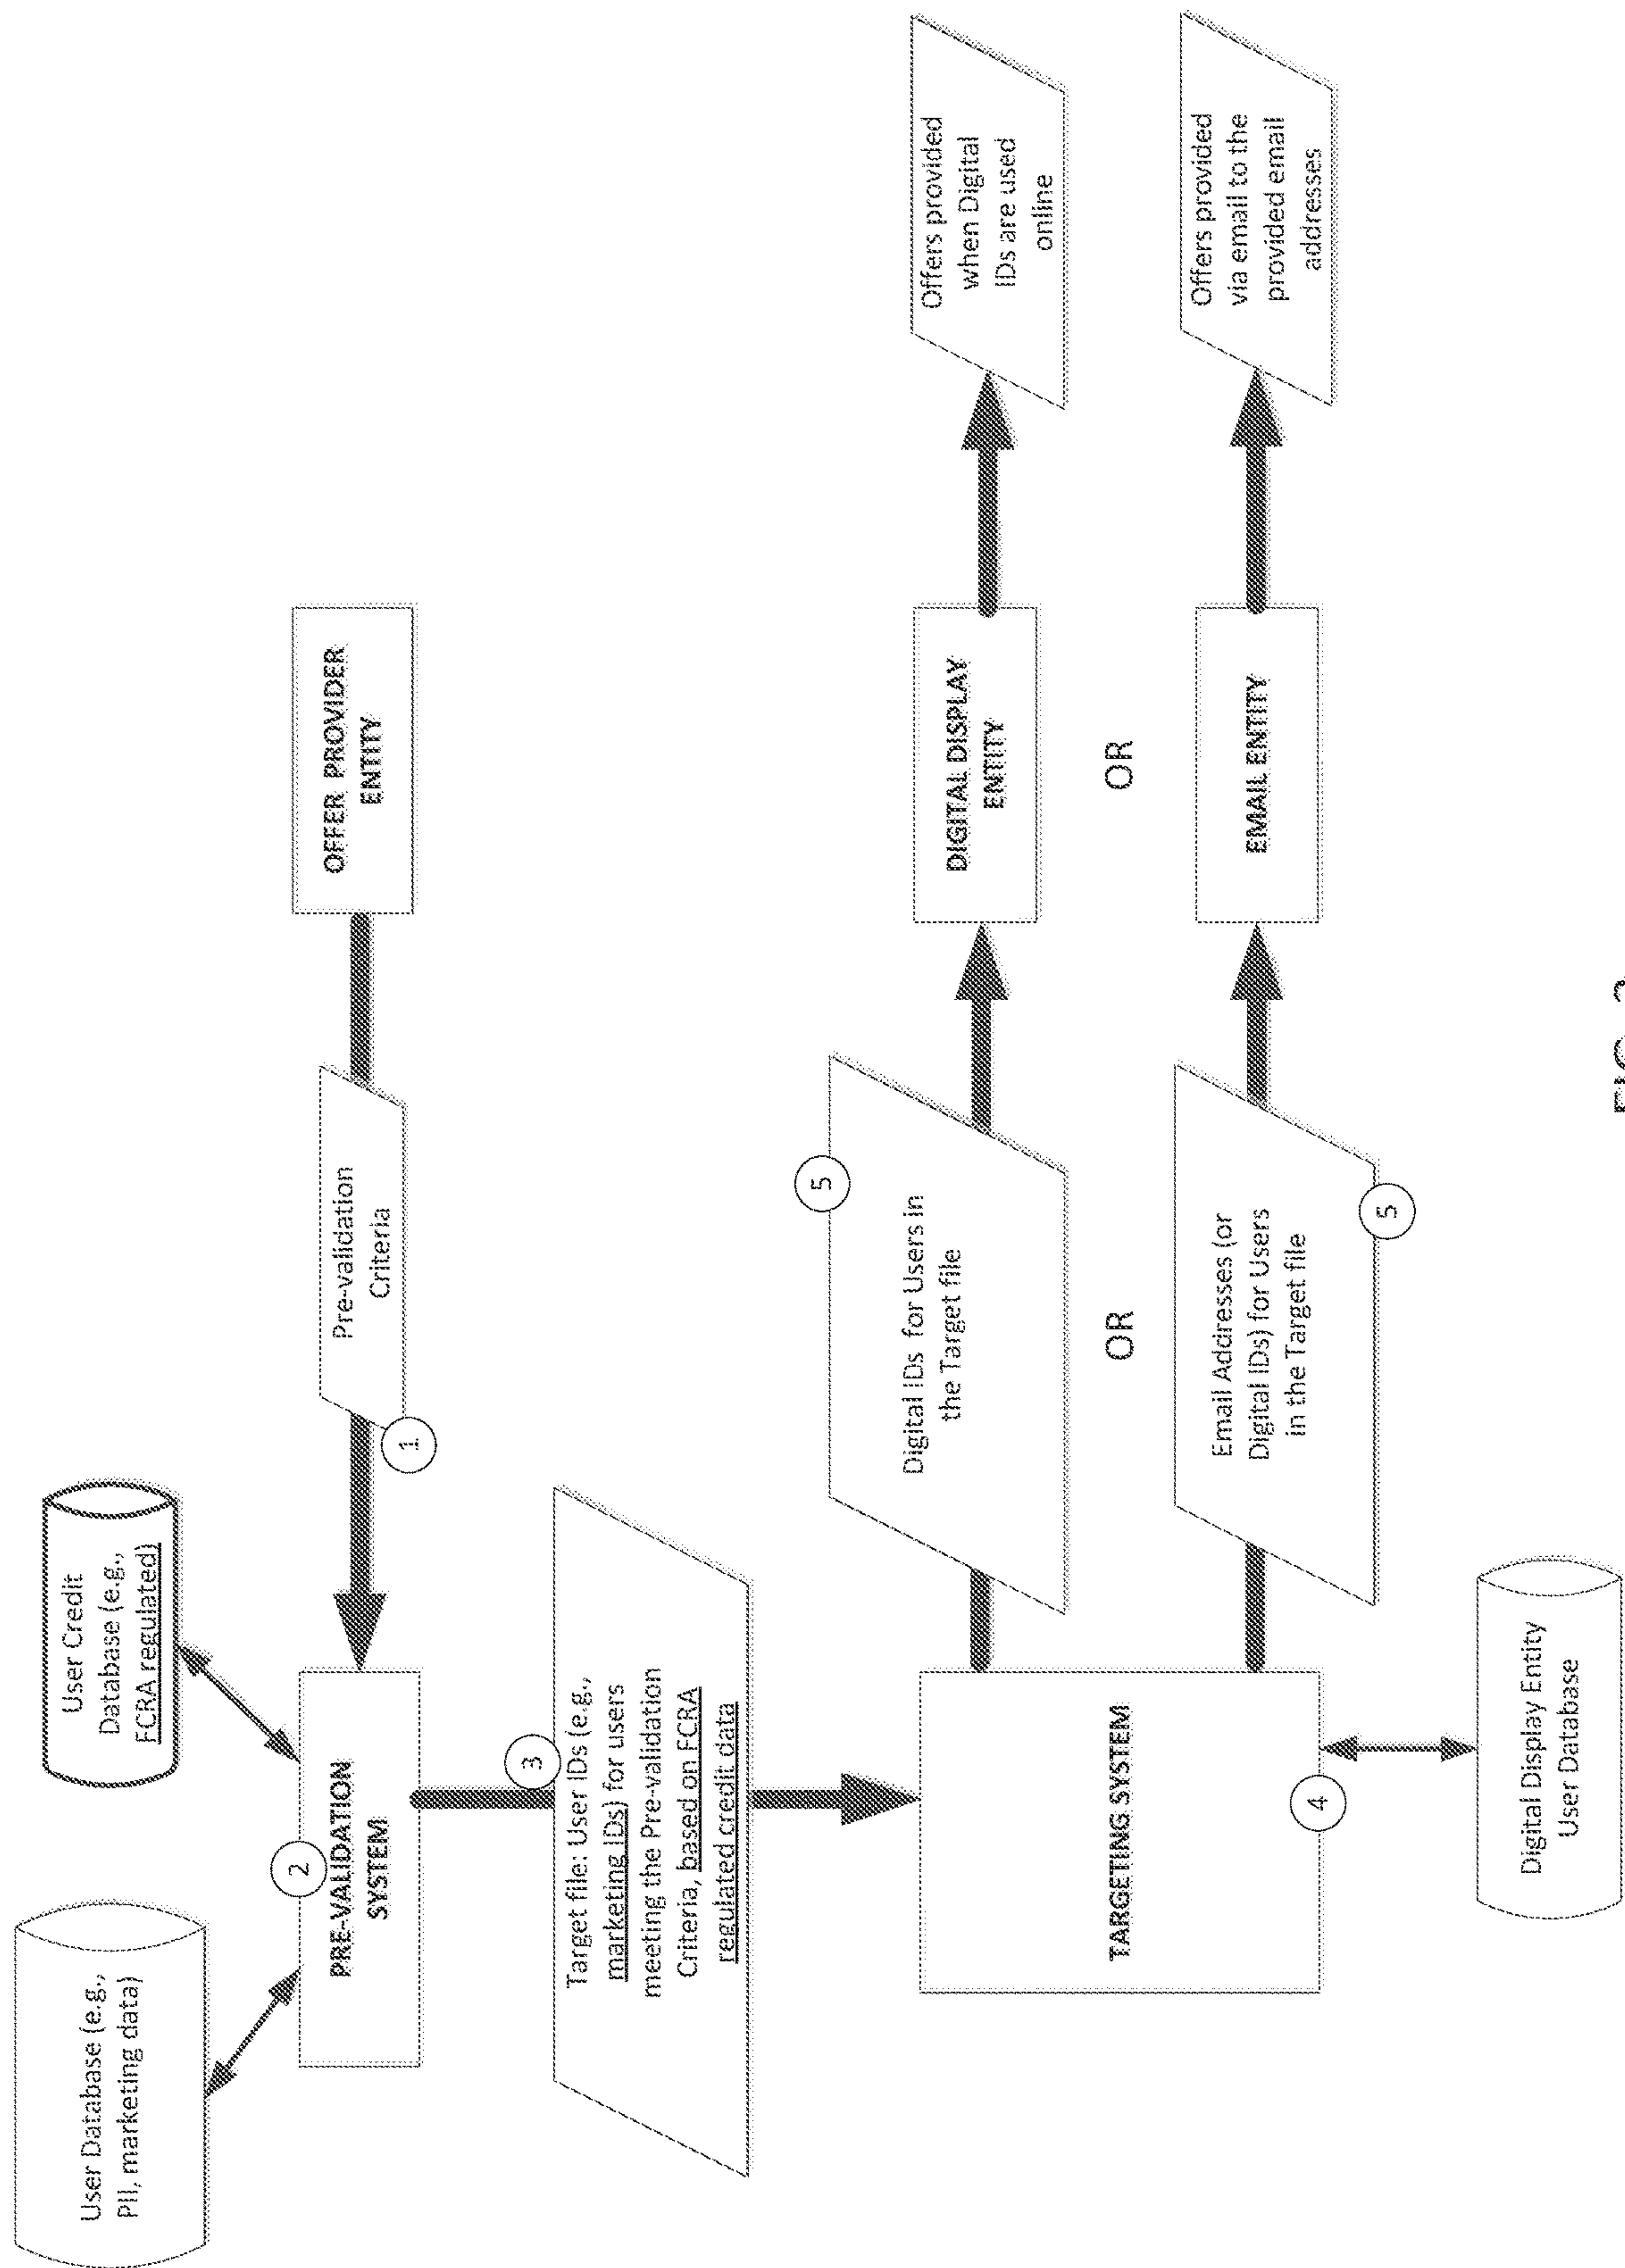 User Database (e.g.,
PII, marketing data)
User Credit
Database (e.g.,
FCRA regulated)
2
PRE-VALIDATION
SYSTEM
1
Pre-validation
Criteria
OFFER PROVIDER
ENTITY
3
Target file: User IDs (e.g.,
marketing IDs) for users
meeting the Pre-validation
Criteria, based on FCRA
regulated credit data
TARGETING SYSTEM
4
Digital Display Entity
User Database
5
Digital IDs for Users in
the Target file
DIGITAL DISPLAY
ENTITY
Offers provided
when Digital
IDs are used
online
OR
OR
Email Addresses (or
Digital IDs) for Users
in the Target file
5
EMAIL ENTITY
Offers provided
via email to the
provided email
addresses
FIG.